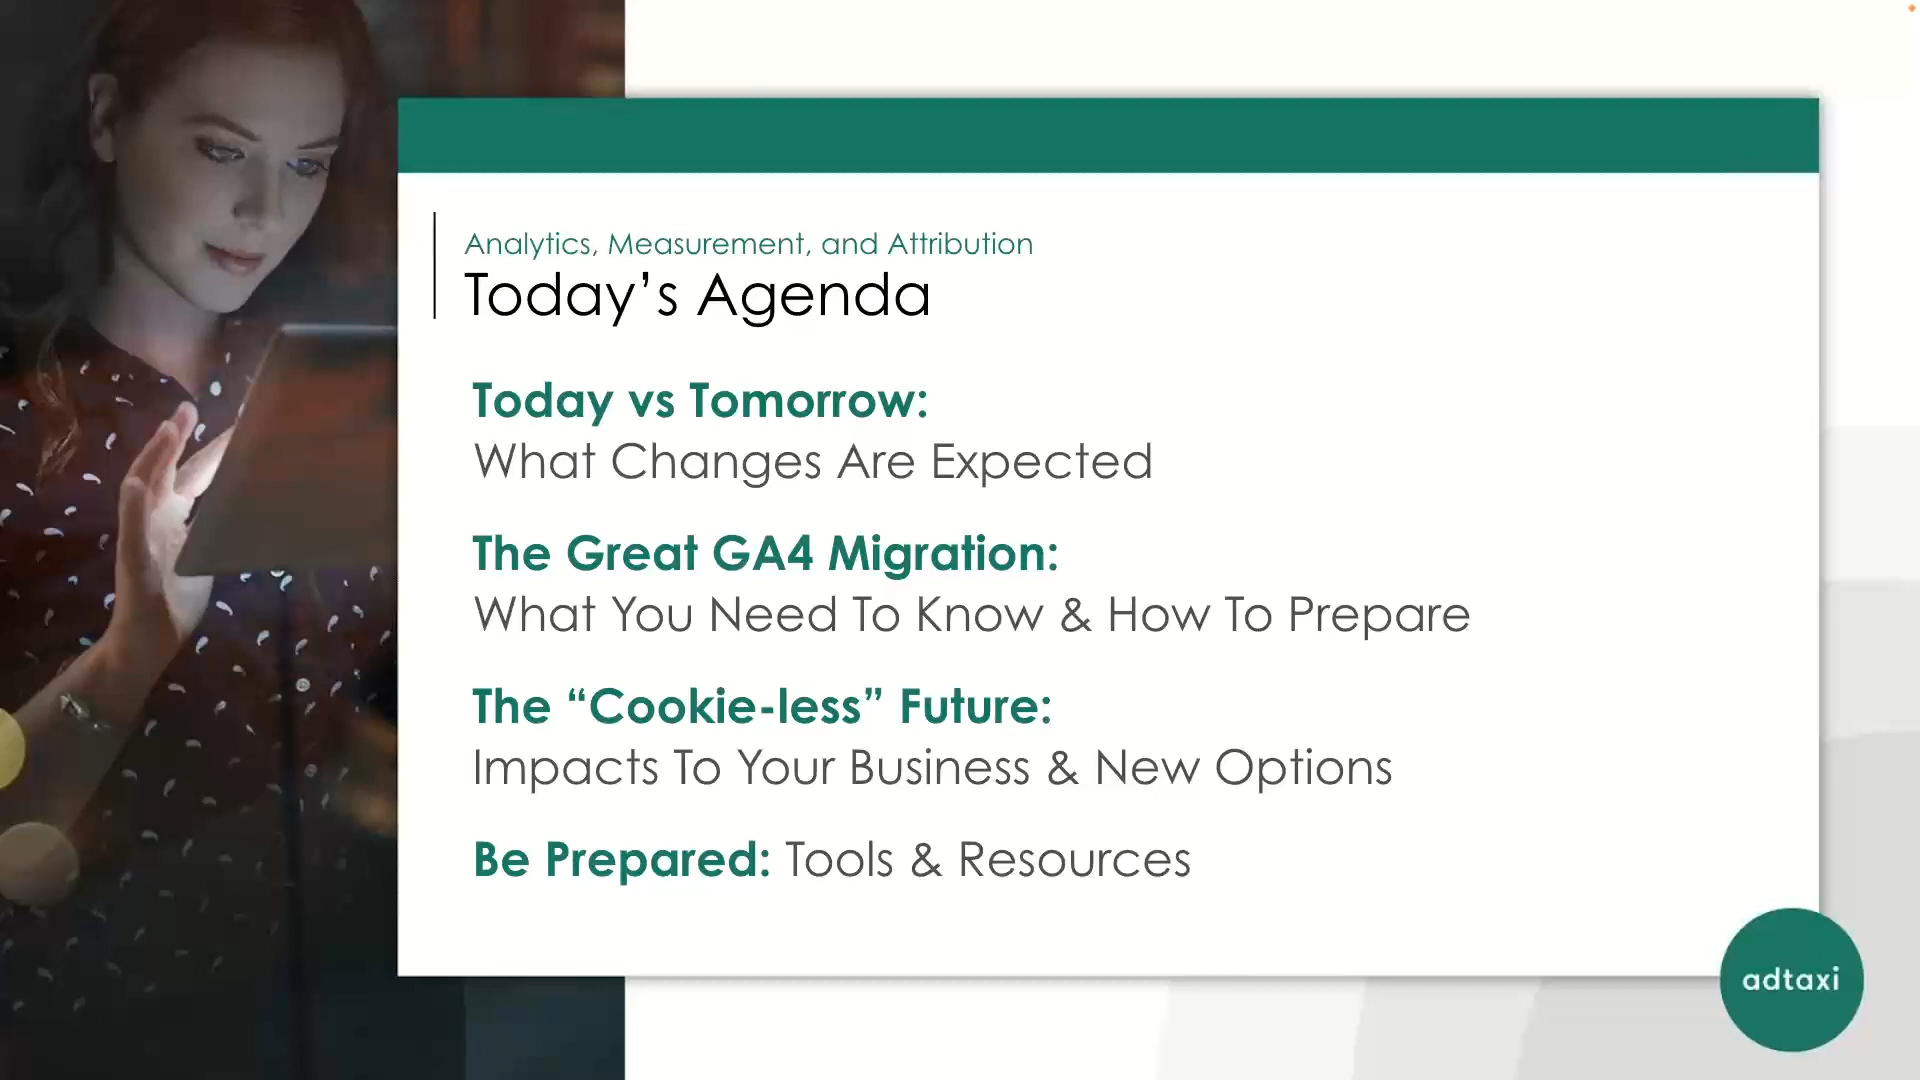 Analytics, Measurement, and Attribution
Today’s Agenda
Today vs Tomorrow:
What Changes Are Expected
The Great GA4 Migration:
What You Need To Know & How To Prepare
The “Cookie-less” Future:
Impacts To Your Business & New Options
Be Prepared: Tools & Resources
adtaxi